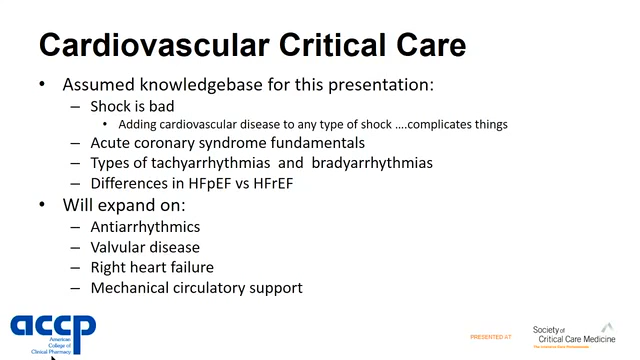 Cardiovascular Critical Care
• Assumed knowledgebase for this presentation:
– Shock is bad
• Adding cardiovascular disease to any type of shock ....complicates things
– Acute coronary syndrome fundamentals
– Types of tachyarrhythmias and bradyarrhythmias
– Differences in HFpEF vs HFrEF
• Will expand on:
– Antiarrhythmics
– Valvular disease
– Right heart failure
– Mechanical circulatory support
accp
American
College of
Clinical Pharmacy
PRESENTED AT
Society of
Critical Care Medicine